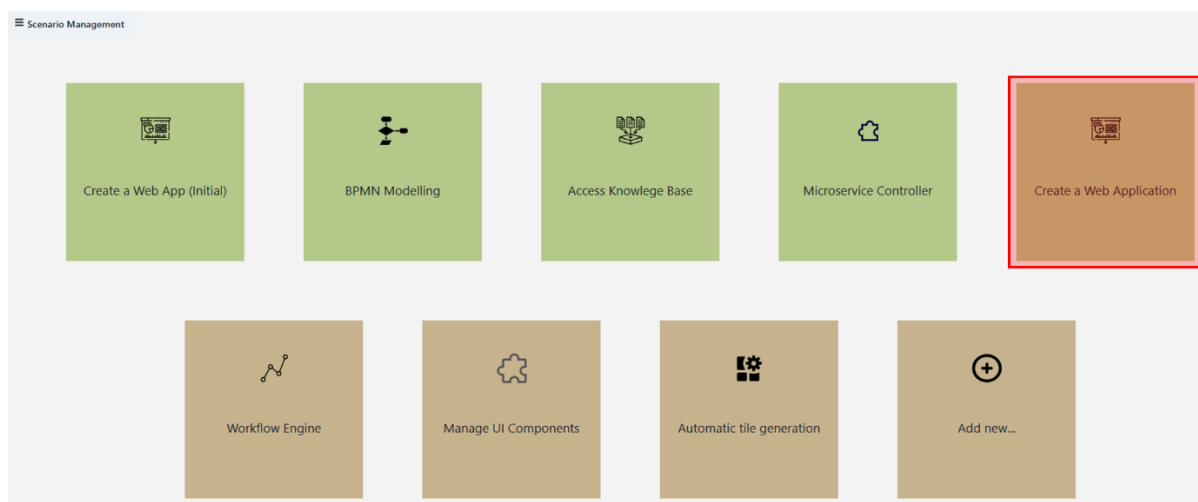 Scenario Management
Create a Web App (Initial)
BPMN Modelling
Access Knowlege Base
Microservice Controller
Create a Web Application
Workflow Engine
Manage UI Components
Automatic tile generation
Add new...